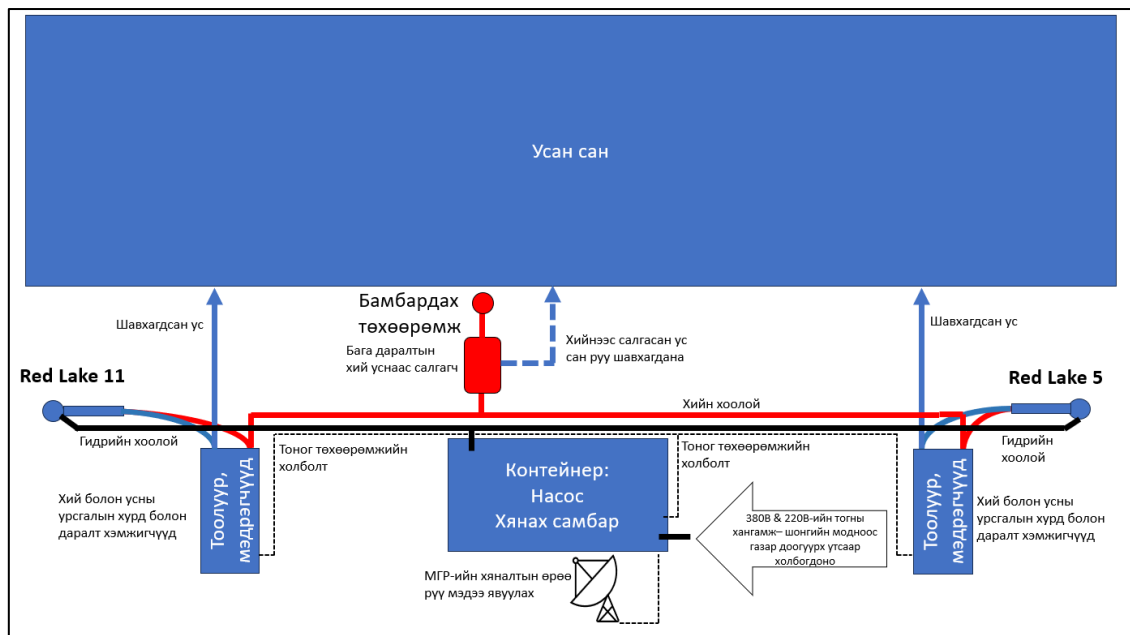 Усан сан
Шавхагдсан ус
Бамбардах
төхөөрөмж
Бага даралтын
хий уснаас салгагч
Хийнээс салгасан ус
сан руу шавхагдана
Шавхагдсан ус
Red Lake 11
Red Lake 5
Хийн хоолой
Гидрийн хоолой
Гидрийн
хоолой
Тоног төхөөрөмжийн
холболт
Тоног төхөөрөмжийн
холболт
Контейнер:
Насос
Хянах самбар
Тоолуур,
мэдрэгчүүд
Хий болон усны
урсгалын хурд болон
даралт хэмжигчүүд
380В & 220В-ийн тогны
хангамж– шонгийн модноос
газар доогуурх утсаар
холбогдоно
Тоолуур,
мэдрэгчүүд
Хий болон усны
урсгалын хурд болон
даралт хэмжигчүүд
МГР-ийн хяналтын өрөө
рүү мэдээ явуулах